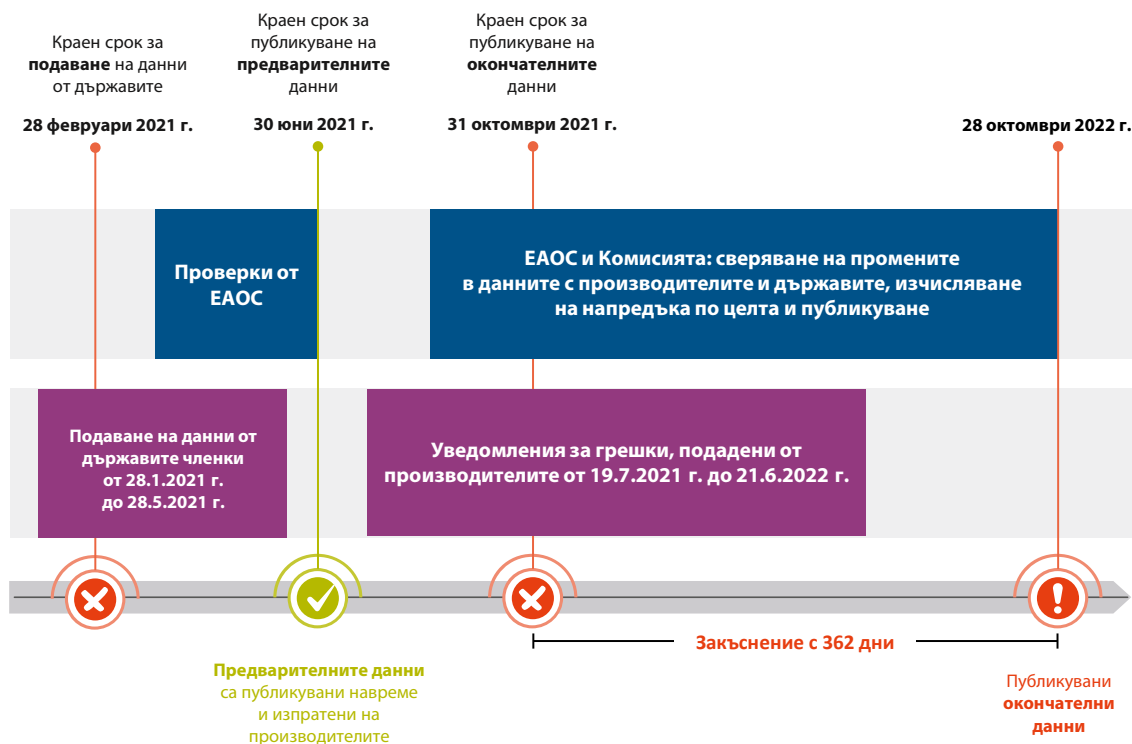 Краен срок за
подаване на данни
от държавите
28 февруари 2021 г.
Краен срок за
публикуване на
предварителните
данни
30 юни 2021 г.
Краен срок за
публикуване на
окончателните
данни
31 октомври 2021 г.
28 октомври 2022 г.
Проверки от
ЕАОС
ЕАОС и Комисията: сверяване на промените
в данните с производителите и държавите, изчисляване
на напредъка по целта и публикуване
Подаване на данни от
държавите членки
от 28.1.2021 г.
до 28.5.2021 г.
Уведомления за грешки, подадени от
производителите от 19.7.2021 г. до 21.6.2022 г.
Закъснение с 362 дни
Предварителните данни
са публикувани навреме
и изпратени на
производителите
Публикувани
окончателни
данни